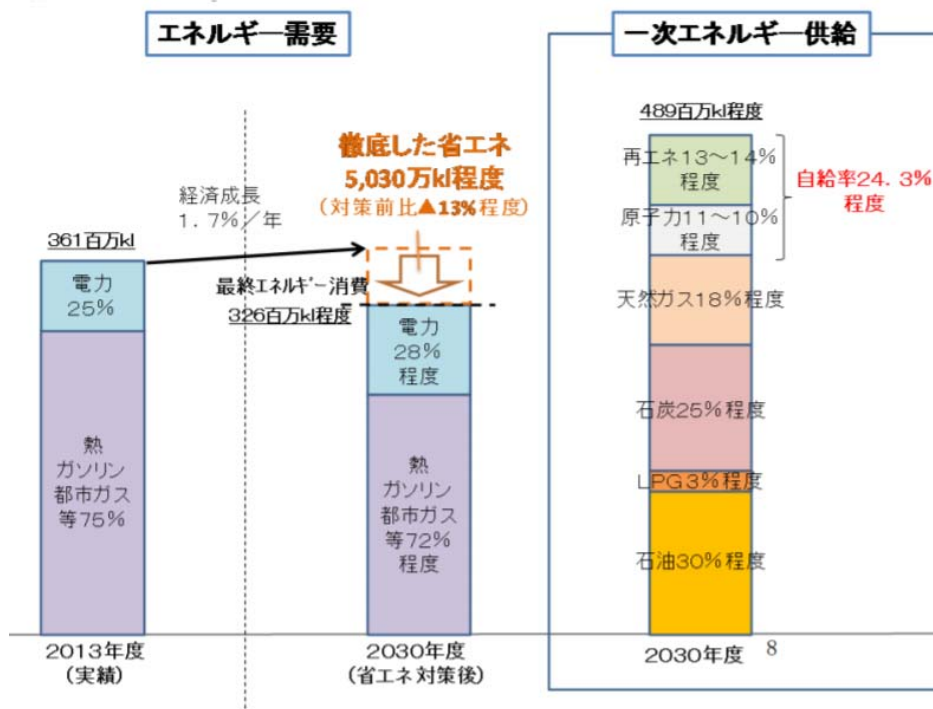 エネルギー需要
一次エネルギー供給
徹底した省エネ
5,030万kl程度
(対策前比▲13%程度)
経済成長
1.7%/年
361百万kl
電力
25%
熱
ガソリン
都市ガス
等75%
2013年度
(実績)
最終エネルギー消費
326百万kl程度
電力
28%
程度
熱
ガソリン
都市ガス
等72%
程度
2030年度
(省エネ対策後)
489百万kl程度
再エネ13～14%
程度
原子力11～10%
程度
自給率24.3%
程度
天然ガス18%程度
石炭25%程度
LPG3%程度
石油30%程度
2030年度
8